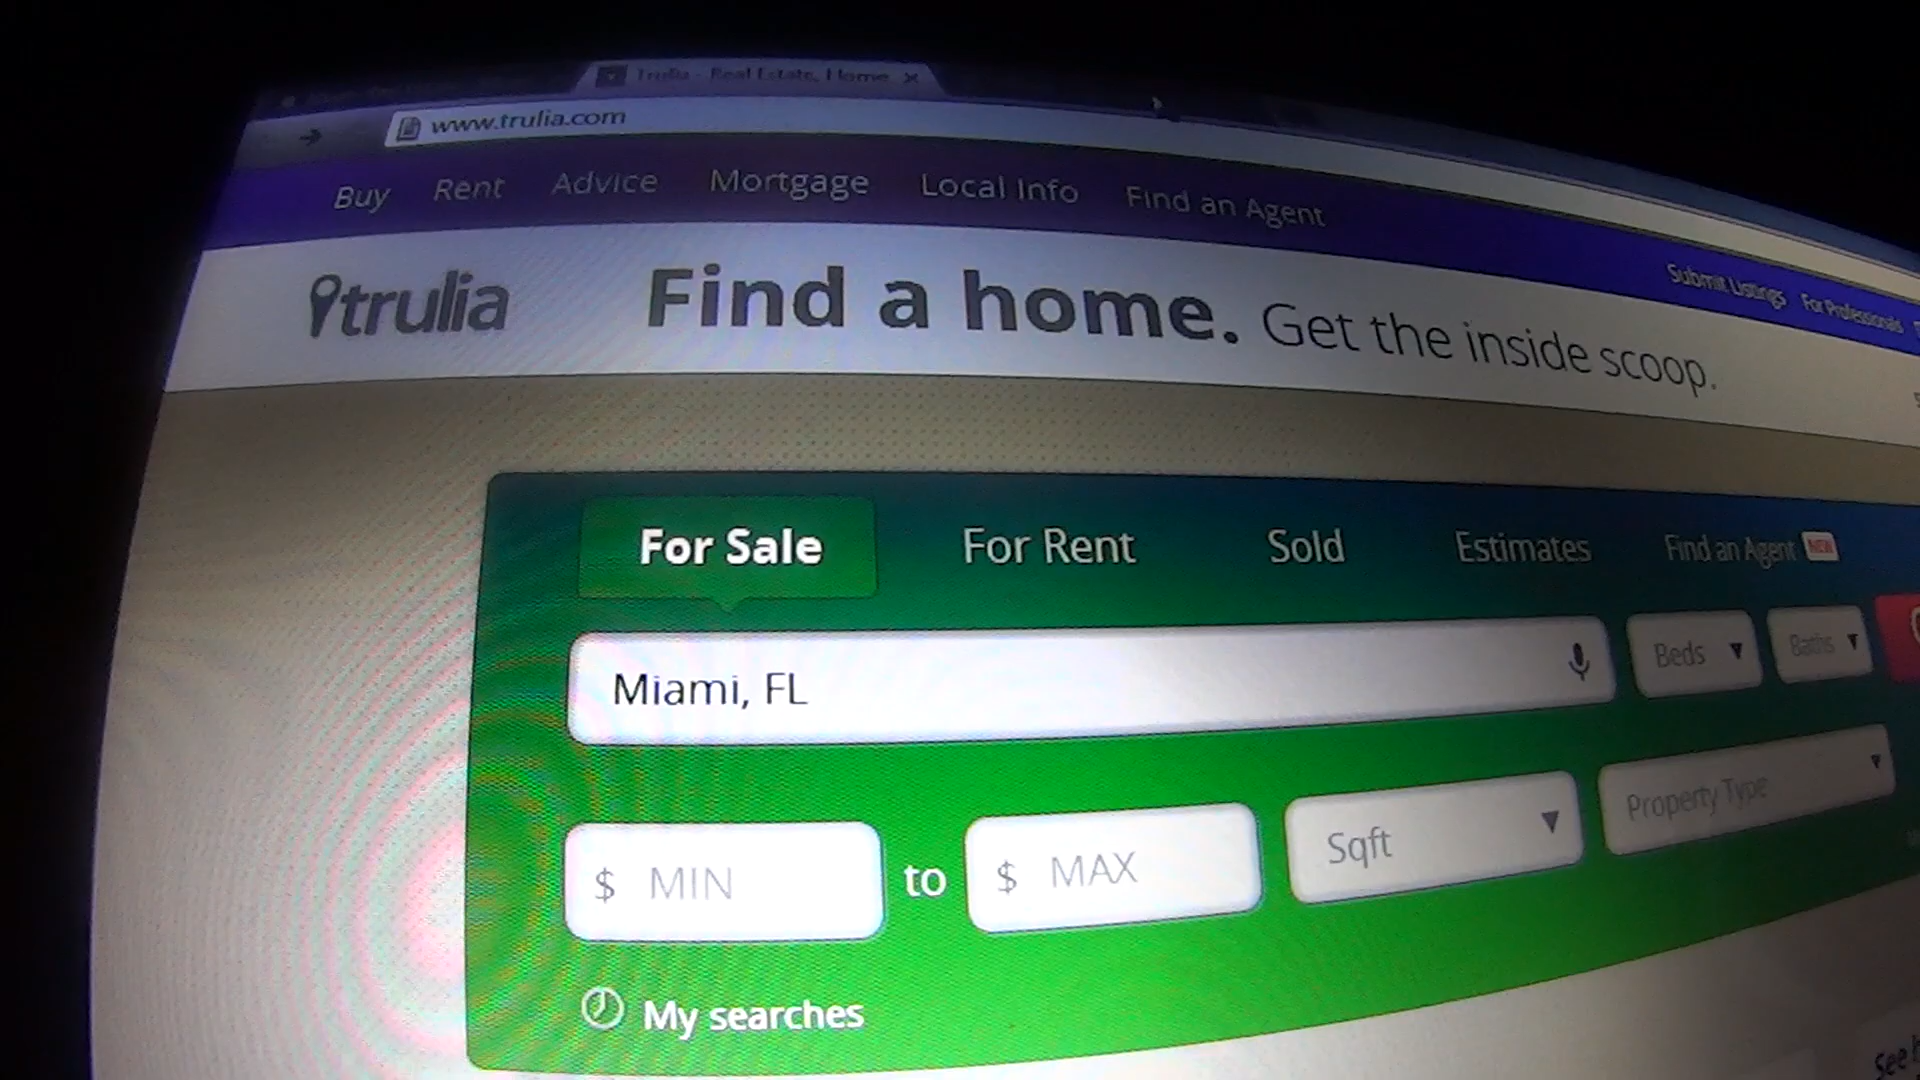 Trulia - Real Estate, Home
www.trulia.com
Buy Rent Advice Mortgage Local Info Find an Agent
Submit Listings For Professionals
trulia Find a home. Get the inside scoop.
For Sale For Rent Sold Estimates Find an Agent NEW
Miami, FL Beds Baths
$ MIN to $ MAX Sqft Property Type
My searches
See